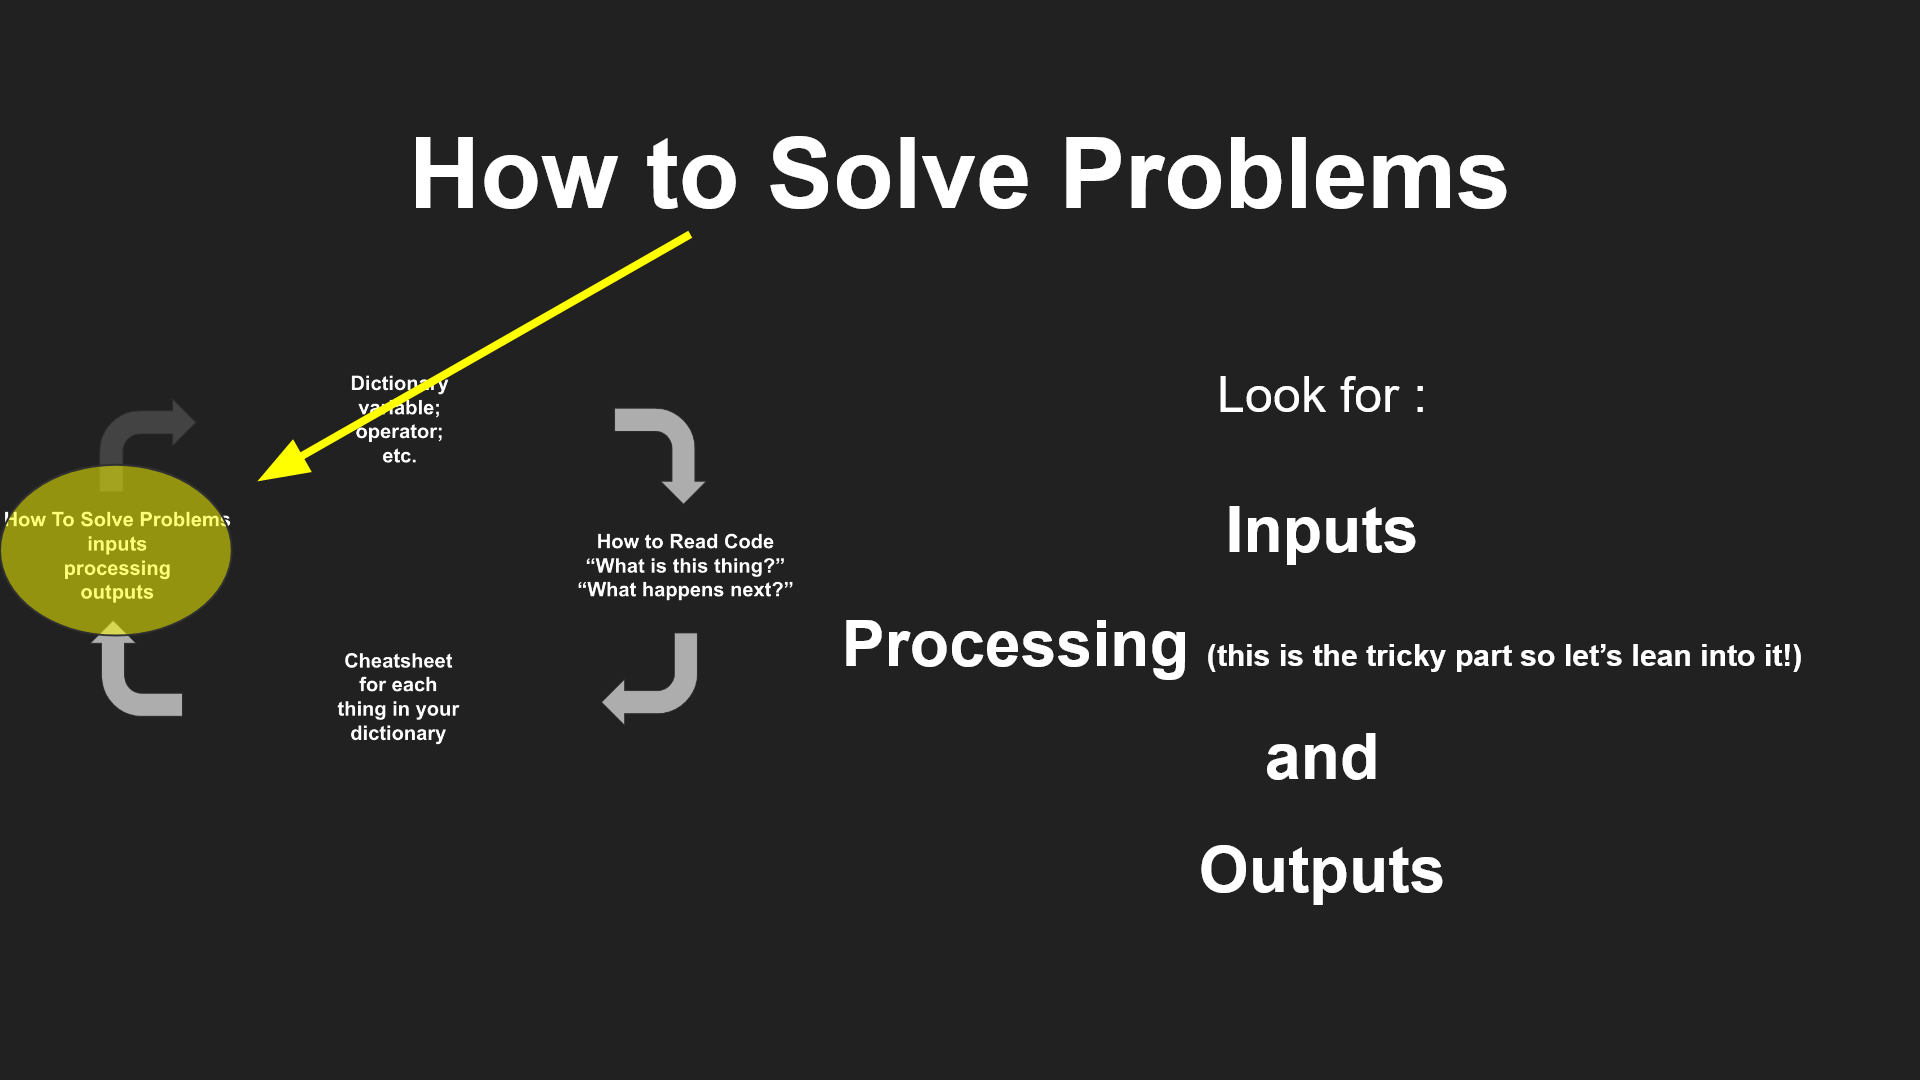 How to Solve Problems
Dictionary
variable;
operator;
etc.
How to Read Code
“What is this thing?”
“What happens next?”
Cheatsheet
for each
thing in your
dictionary
How To Solve Problems
inputs
processing
outputs
Look for :
Inputs
Processing (this is the tricky part so let’s lean into it!)
and
Outputs